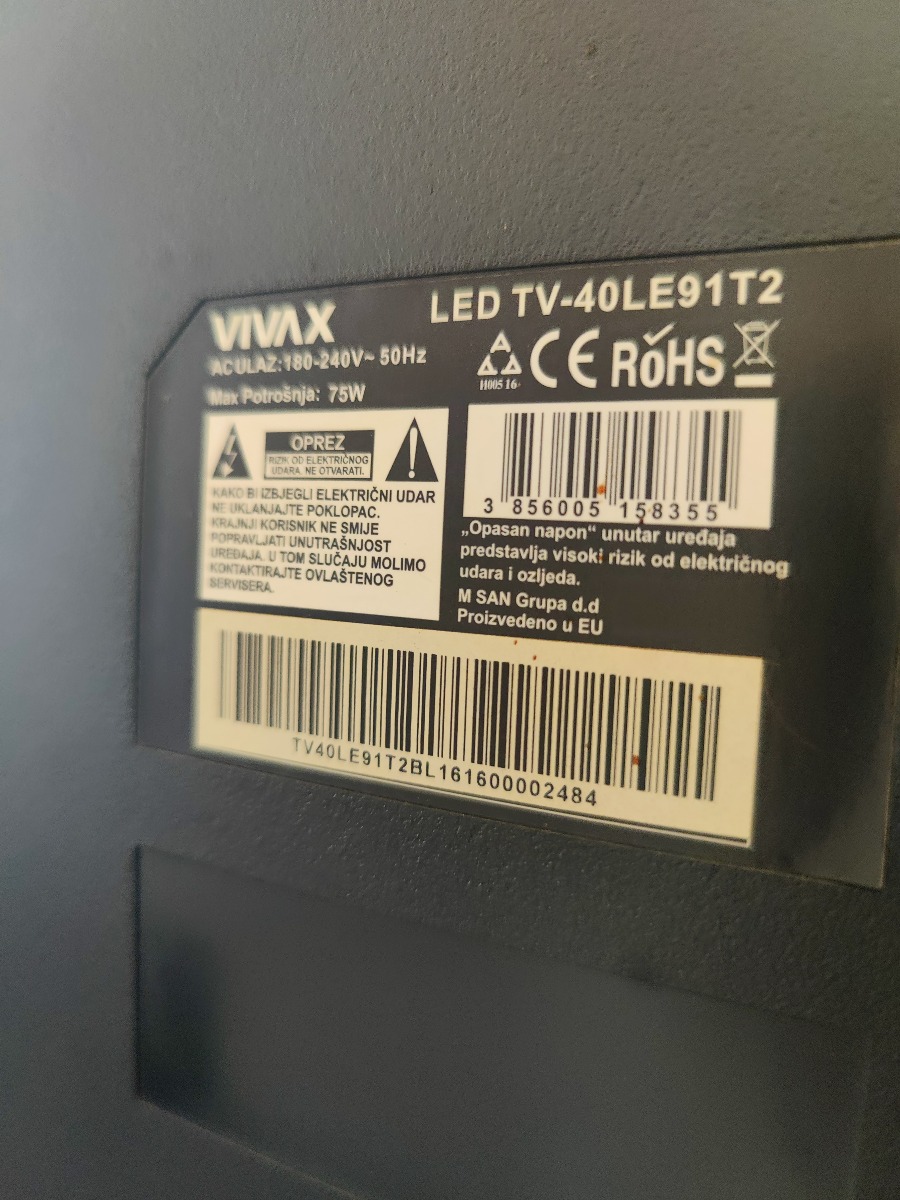 VIVAX
LED TV-40LE91T2
AC ULAZ:180-240V~ 50Hz
Max Potrošnja: 75W
H005 16
CE RoHS
OPREZ
RIZIK OD ELEKTRIČNOG
UDARA. NE OTVARATI.
KAKO BI IZBJEGLI ELEKTRIČNI UDAR
NE UKLANJAJTE POKLOPAC.
KRAJNJI KORISNIK NE SMIJE
POPRAVLJATI UNUTRAŠNJOST
UREĐAJA. U TOM SLUČAJU MOLIMO
KONTAKTIRAJTE OVLAŠTENOG
SERVISERA.
3 856005 158355
„Opasan napon“ unutar uređaja
predstavlja visoki rizik od električnog
udara i ozljeda.
M SAN Grupa d.d
Proizvedeno u EU
TV40LE91T2BL161600002484